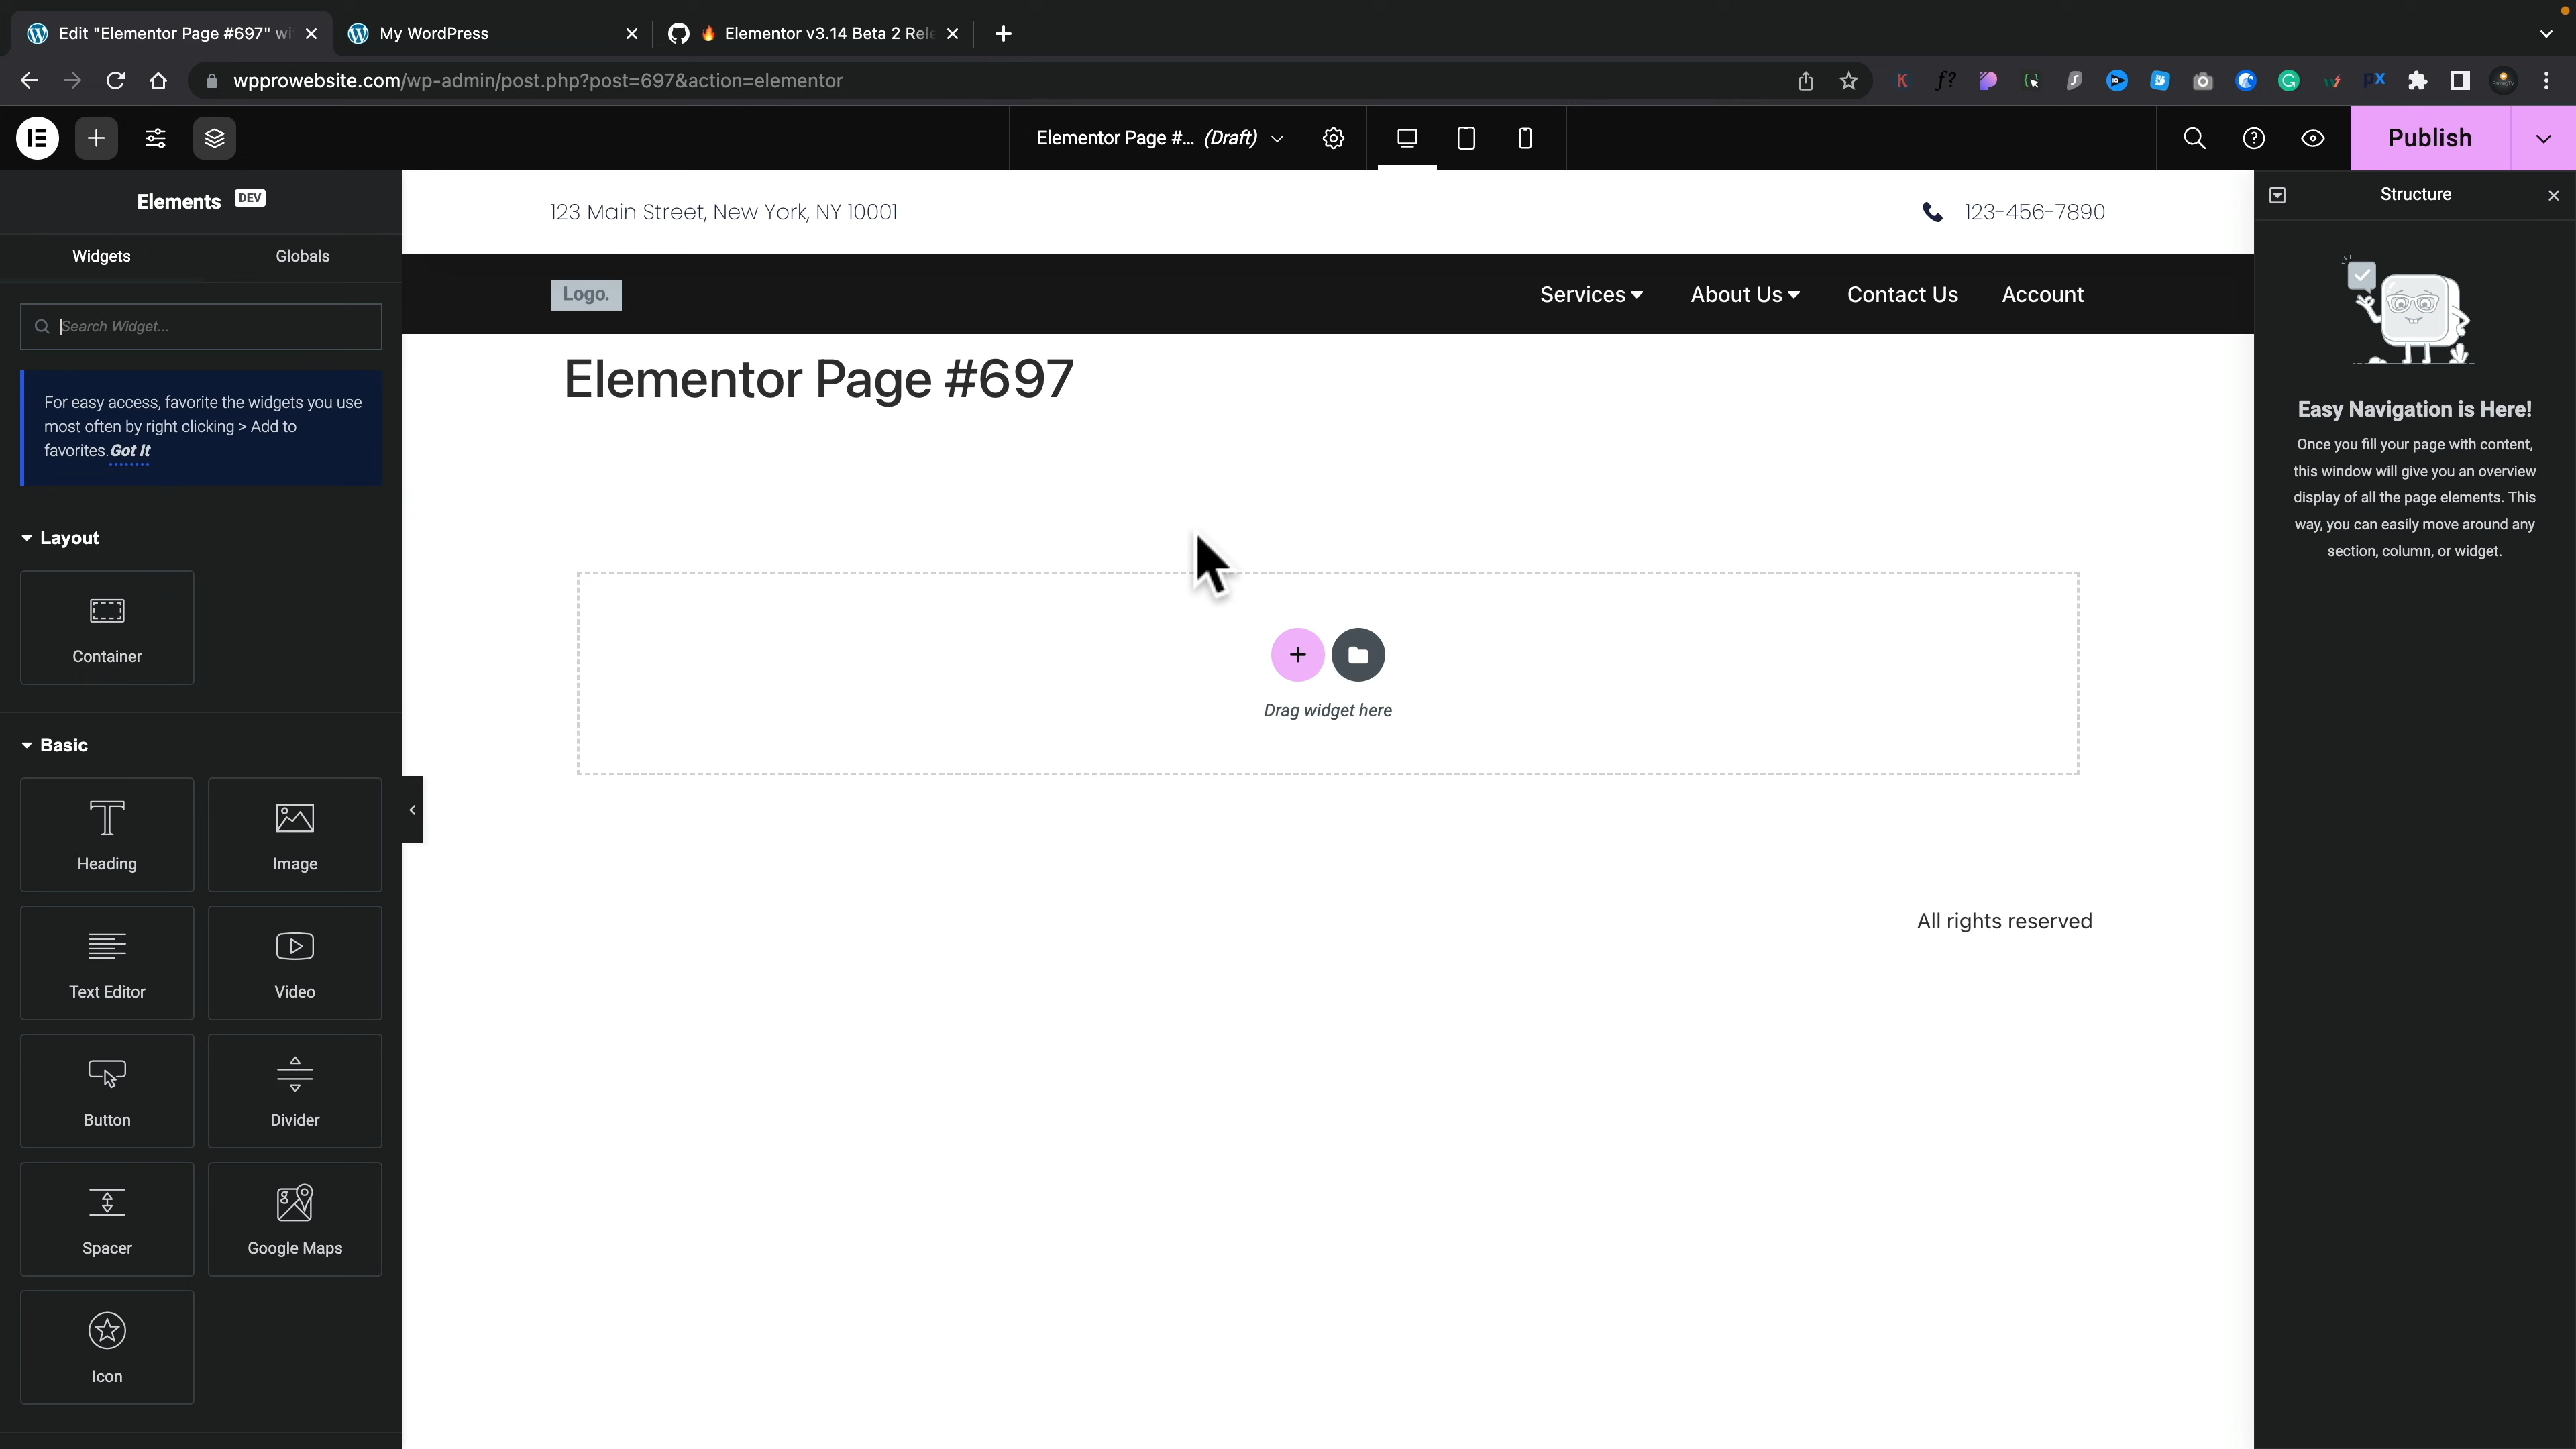 Edit "Elementor Page #697" wi
My WordPress
Elementor v3.14 Beta 2 Rele
wpprowebsite.com/wp-admin/post.php?post=697&action=elementor
Elementor Page #... (Draft)
Publish
Elements DEV
Widgets
Globals
Search Widget...
For easy access, favorite the widgets you use
most often by right clicking > Add to
favorites. Got It
Layout
Container
Basic
Heading
Image
Text Editor
Video
Button
Divider
Spacer
Google Maps
Icon
123 Main Street, New York, NY 10001
123-456-7890
Logo.
Services
About Us
Contact Us
Account
Elementor Page #697
Drag widget here
All rights reserved
Structure
Easy Navigation is Here!
Once you fill your page with content,
this window will give you an overview
display of all the page elements. This
way, you can easily move around any
section, column, or widget.